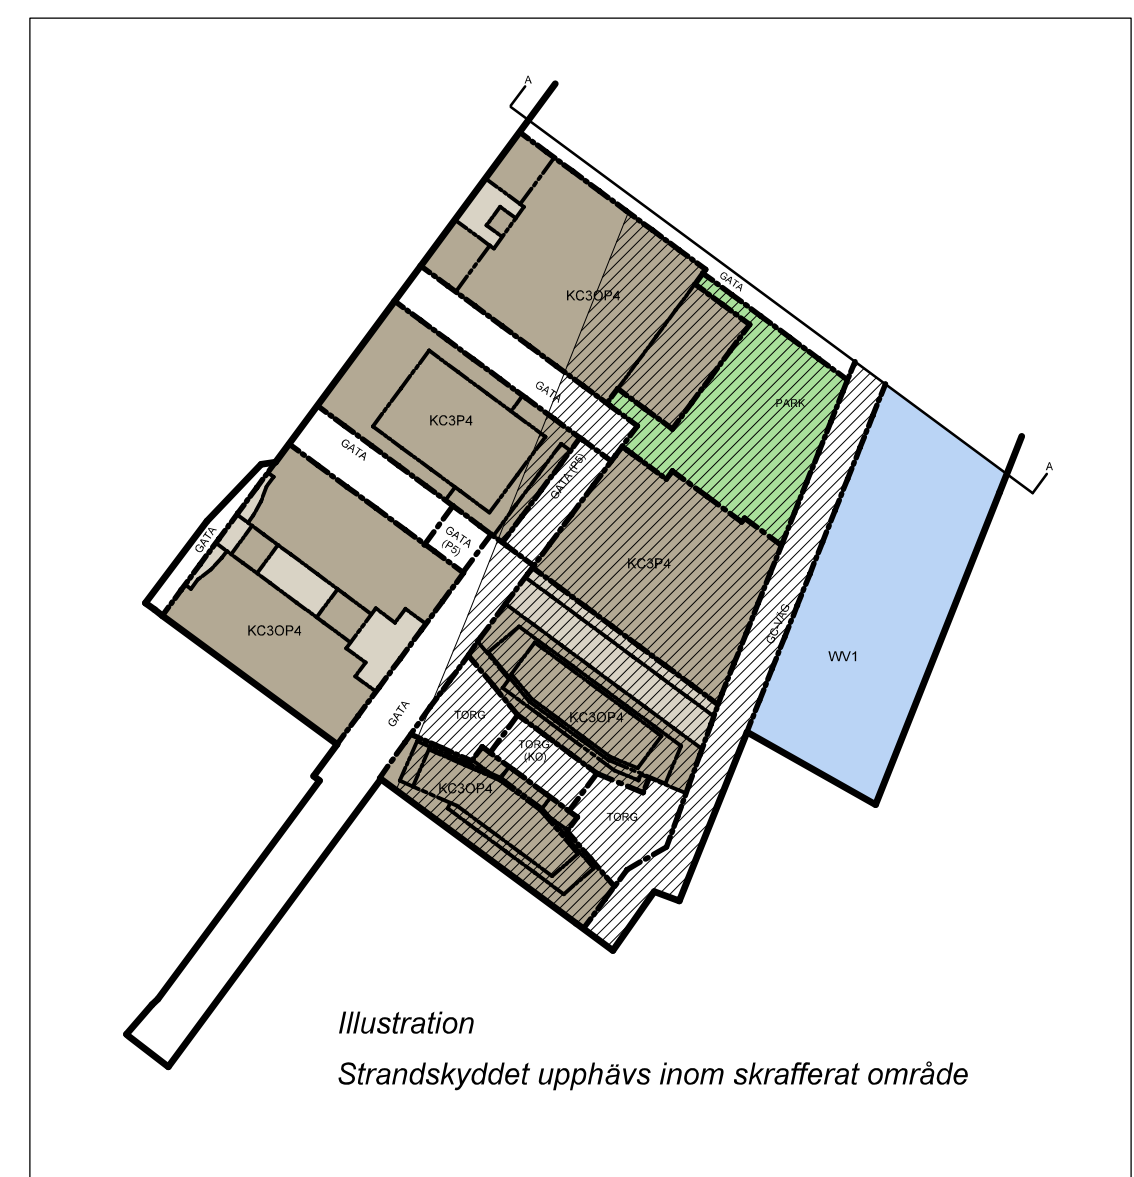 A
GATA
KC3OP4
GATA
PARK
KC3P4
GATA
A
GATA (P5)
GATA
(P5)
GATA
KC3P4
GC-VÄG
KC3OP4
WV1
GATA
TORG
KC3OP4
TORG
(KO)
KC3OP4
TORG
Illustration
Strandskyddet upphävs inom skrafferat område